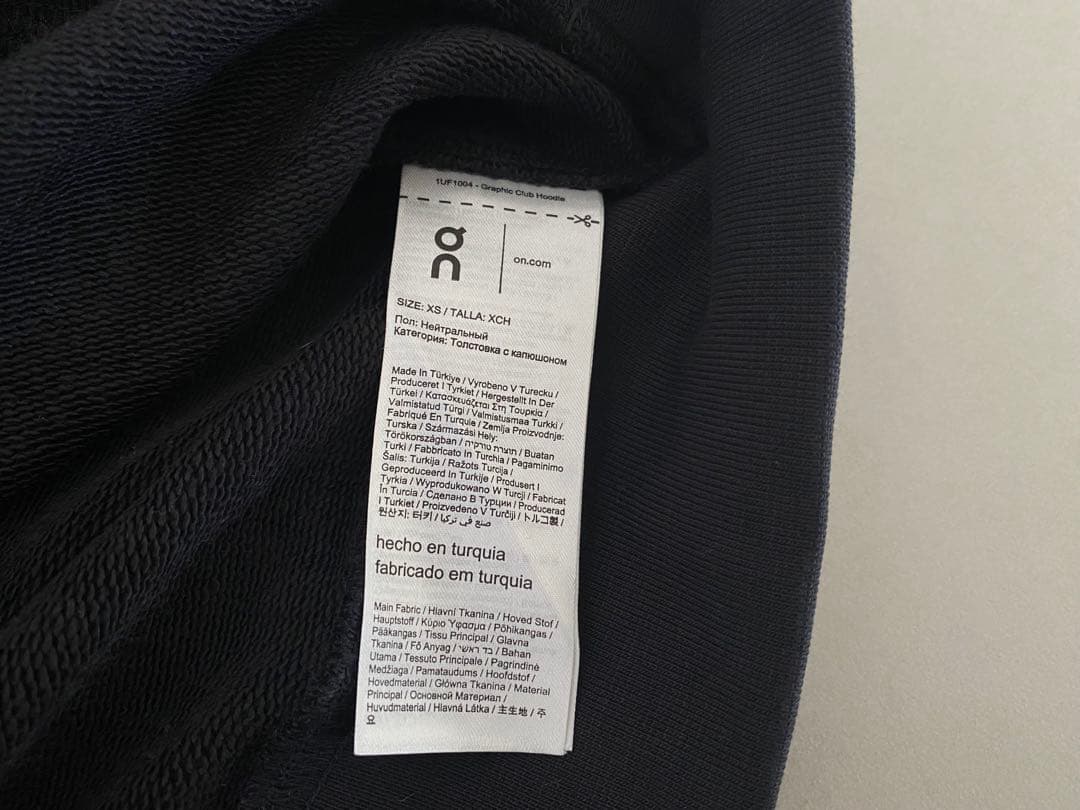 1UF1004 - Graphic Club Hoodie
on
on.com
SIZE: XS / TALLA: XCH
Пол: Нейтральный
Категория: Толстовка с капюшоном
Made In Türkiye / Vyrobeno V Turecku /
Produceret I Tyrkiet / Hergestellt In Der
Türkei / Κατασκευάζεται Στη Τουρκία /
Valmistatud Türgi / Valmistusmaa Turkki /
Fabriqué En Turquie / Zemlja Proizvodnje:
Turska / Származási Hely:
Törökországban / תוצרת טורקיה / Buatan
Turki / Fabbricato In Turchia / Pagaminimo
Šalis: Turkija / Ražots Turcija /
Geproduceerd In Turkije / Produsert I
Tyrkia / Wyprodukowano W Turcji / Fabricat
În Turcia / Сделано В Турции / Producerad
I Turkiet / Proizvedeno V Turčiji / トルコ製 /
원산지: 터키 / صنع في تركيا
hecho en turquia
fabricado em turquia
Main Fabric / Hlavní Tkanina / Hoved Stof /
Hauptstoff / Κύριο Ύφασμα / Põhikangas /
Pääkangas / Tissu Principal / Glavna
Tkanina / Fő Anyag / בד ראשי / Bahan
Utama / Tessuto Principale / Pagrindinė
Medžiaga / Pamataudums / Hoofdstof /
Hovedmaterial / Główna Tkanina / Material
Principal / Основной Материал /
Huvudmaterial / Hlavná Látka / 主生地 / 주
요